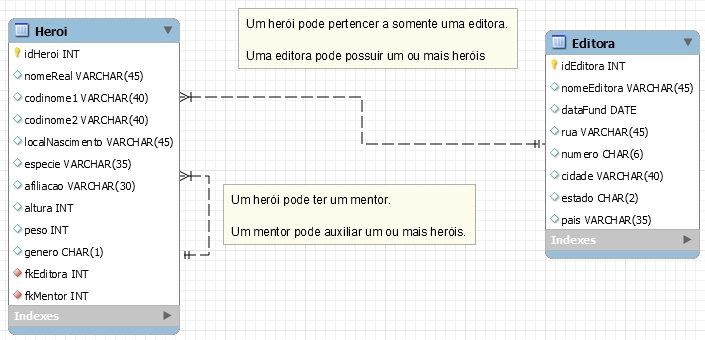 Heroi
idHeroi INT
nomeReal VARCHAR(45)
codinome1 VARCHAR(40)
codinome2 VARCHAR(40)
localNascimento VARCHAR(45)
especie VARCHAR(35)
afiliacao VARCHAR(30)
altura INT
peso INT
genero CHAR(1)
fkEditora INT
fkMentor INT
Indexes
Um herói pode pertencer a somente uma editora.
Uma editora pode possuir um ou mais heróis
Um herói pode ter um mentor.
Um mentor pode auxiliar um ou mais heróis.
Editora
idEditora INT
nomeEditora VARCHAR(45)
dataFund DATE
rua VARCHAR(45)
numero CHAR(6)
cidade VARCHAR(40)
estado CHAR(2)
pais VARCHAR(35)
Indexes